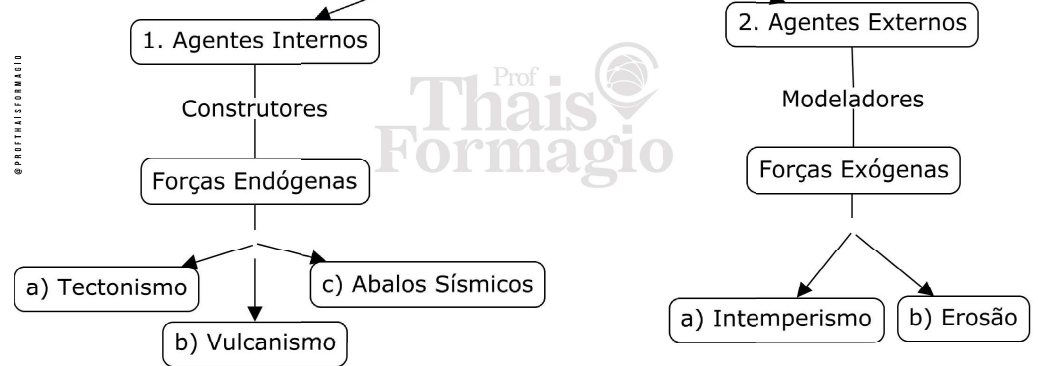 1. Agentes Internos
Construtores
Forças Endógenas
a) Tectonismo
b) Vulcanismo
c) Abalos Sísmicos
2. Agentes Externos
Modeladores
Forças Exógenas
a) Intemperismo
b) Erosão
Prof
Thais
Formagio
@PROFTHAISFORMAGIO